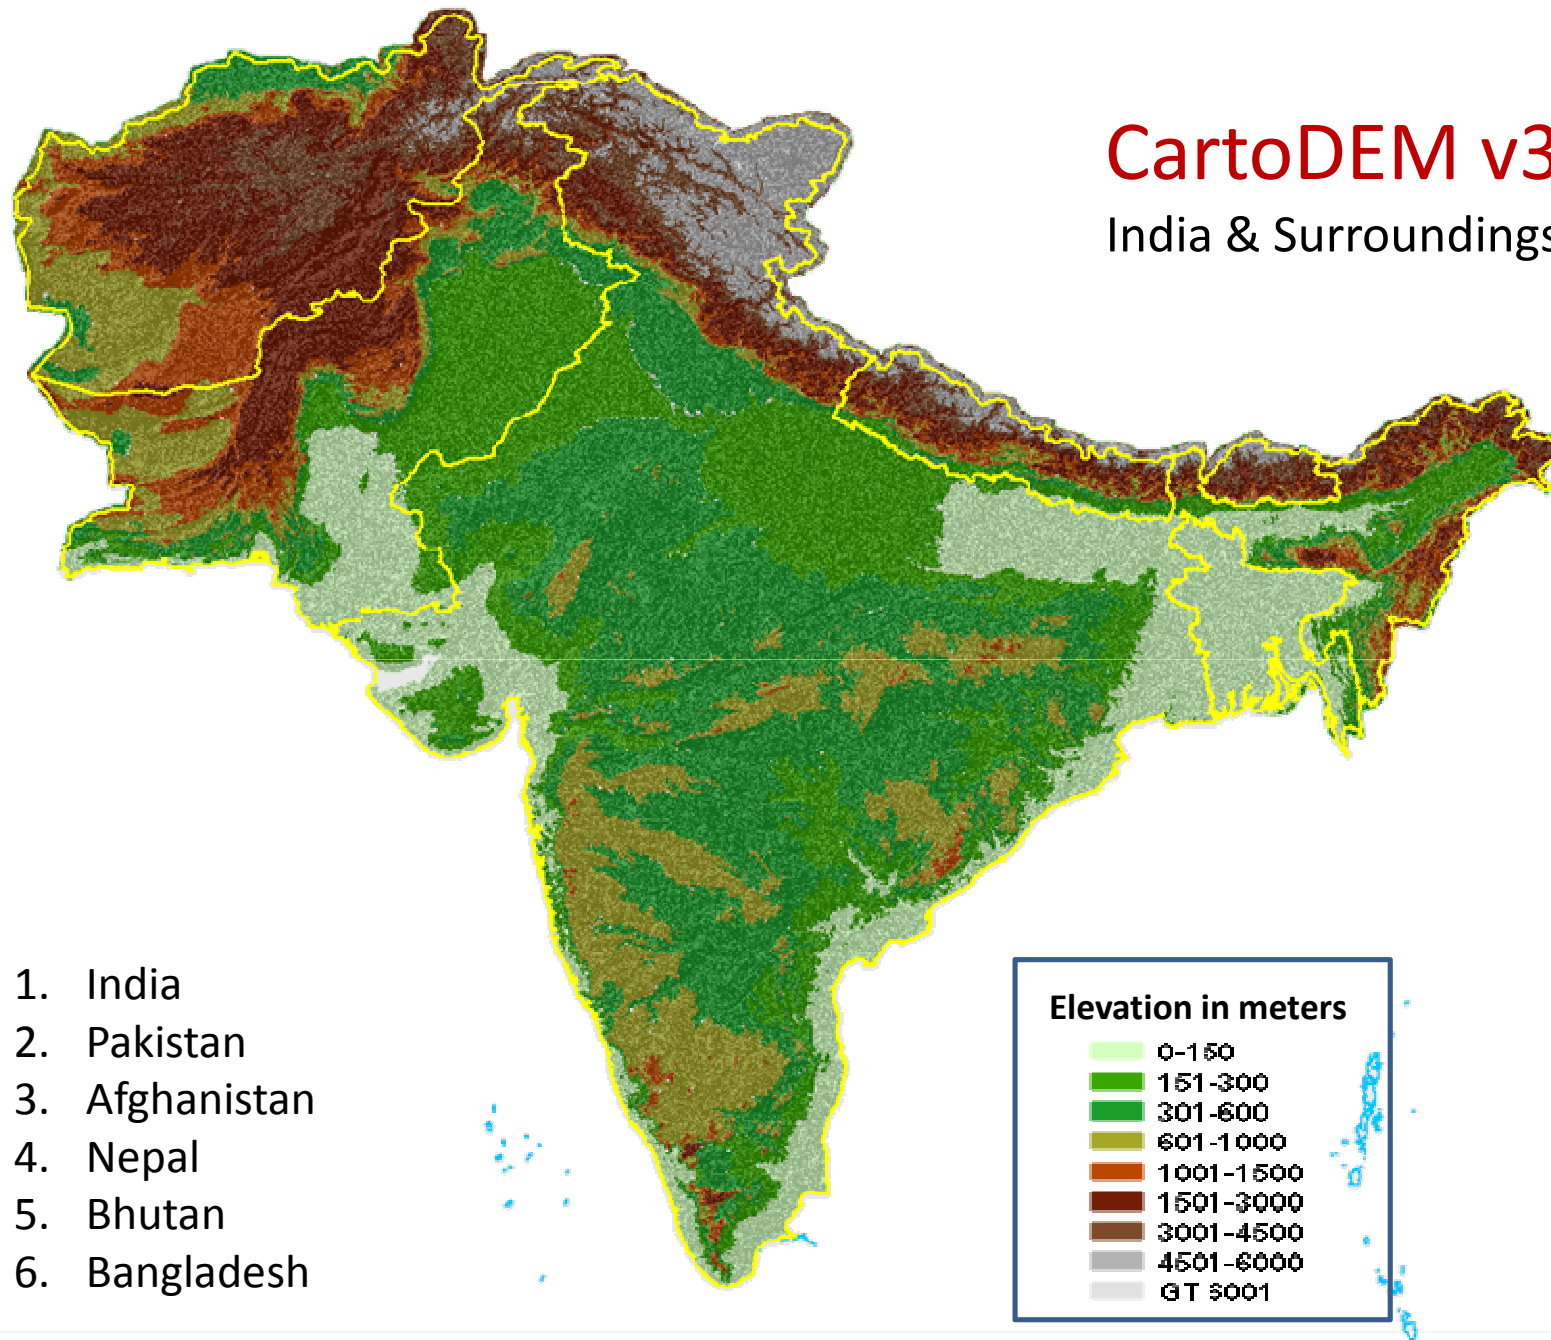 CartoDEM v3
India & Surroundings
1. India
2. Pakistan
3. Afghanistan
4. Nepal
5. Bhutan
6. Bangladesh
Elevation in meters
0-150
151-300
301-600
601-1000
1001-1500
1501-3000
3001-4500
4501-6000
GT 6001